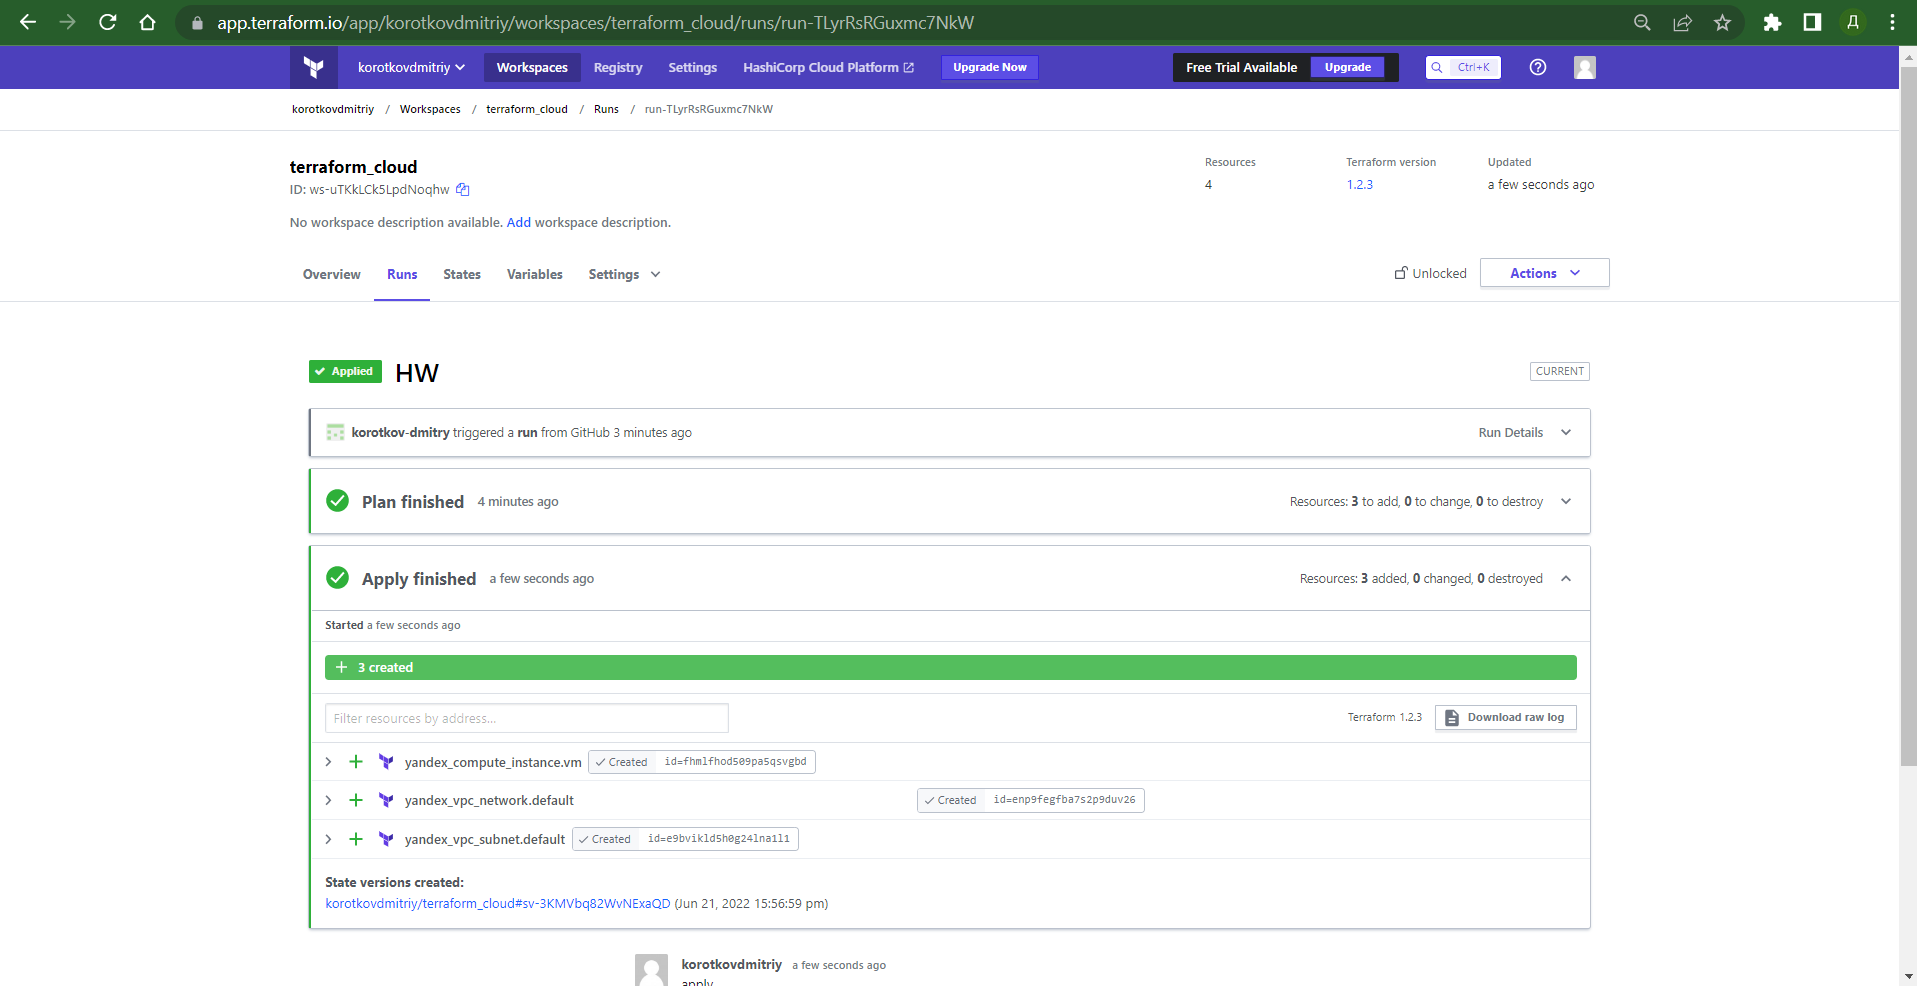 app.terraform.io/app/korotkovdmitriy/workspaces/terraform_cloud/runs/run-TLyrRsRGuxmc7NkW
Д
korotkovdmitriy Workspaces Registry Settings HashiCorp Cloud Platform Upgrade Now Free Trial Available Upgrade Ctrl+K
korotkovdmitriy / Workspaces / terraform_cloud / Runs / run-TLyrRsRGuxmc7NkW
terraform_cloud
ID: ws-uTKkLCk5LpdNoqhw
No workspace description available. Add workspace description.
Resources Terraform version Updated
4 1.2.3 a few seconds ago
Overview Runs States Variables Settings Unlocked Actions
Applied HW CURRENT
korotkov-dmitry triggered a run from GitHub 3 minutes ago Run Details
Plan finished 4 minutes ago Resources: 3 to add, 0 to change, 0 to destroy
Apply finished a few seconds ago Resources: 3 added, 0 changed, 0 destroyed
Started a few seconds ago
+ 3 created
Filter resources by address... Terraform 1.2.3 Download raw log
yandex_compute_instance.vm Created id=fhmlfhod509pa5qsvgbd
yandex_vpc_network.default Created id=enp9fegfba7s2p9duv26
yandex_vpc_subnet.default Created id=e9bvikld5h0g24lna1l1
State versions created:
korotkovdmitriy/terraform_cloud#sv-3KMVbq82WvNExaQD (Jun 21, 2022 15:56:59 pm)
korotkovdmitriy a few seconds ago
apply